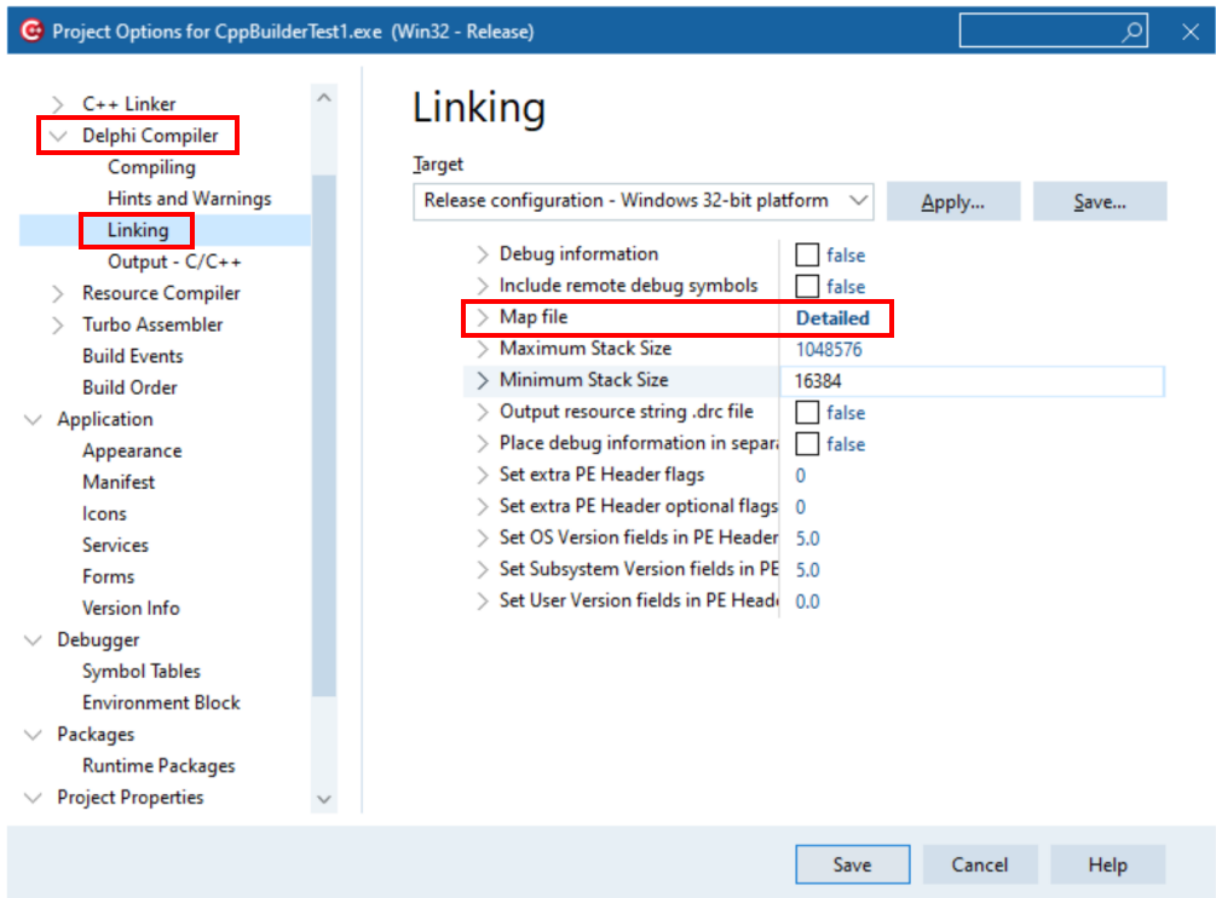 Project Options for CppBuilderTest1.exe (Win32 - Release)
C++ Linker
Delphi Compiler
Compiling
Hints and Warnings
Linking
Output - C/C++
Resource Compiler
Turbo Assembler
Build Events
Build Order
Application
Appearance
Manifest
Icons
Services
Forms
Version Info
Debugger
Symbol Tables
Environment Block
Packages
Runtime Packages
Project Properties
Linking
Target
Release configuration - Windows 32-bit platform Apply... Save...
Debug information false
Include remote debug symbols false
Map file Detailed
Maximum Stack Size 1048576
Minimum Stack Size 16384
Output resource string .drc file false
Place debug information in separa false
Set extra PE Header flags 0
Set extra PE Header optional flags 0
Set OS Version fields in PE Header 5.0
Set Subsystem Version fields in PE 5.0
Set User Version fields in PE Heade 0.0
Save Cancel Help